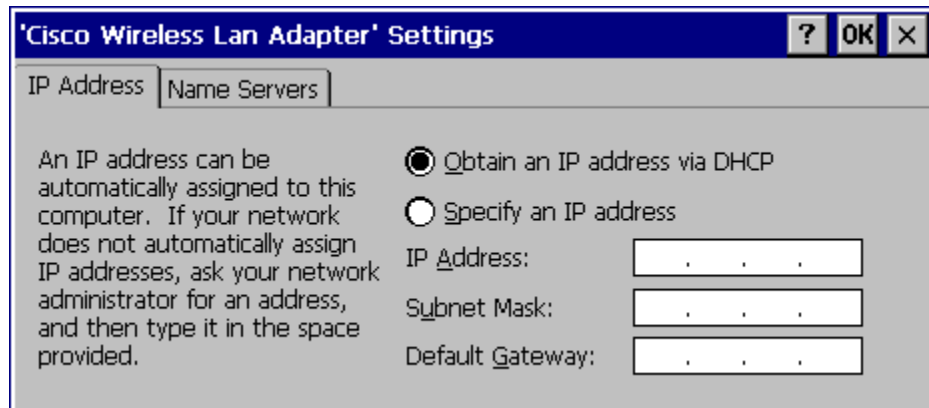 'Cisco Wireless Lan Adapter' Settings ? OK ×
IP Address Name Servers
An IP address can be
automatically assigned to this
computer. If your network
does not automatically assign
IP addresses, ask your network
administrator for an address,
and then type it in the space
provided.
Obtain an IP address via DHCP
Specify an IP address
IP Address: . . .
Subnet Mask: . . .
Default Gateway: . . .